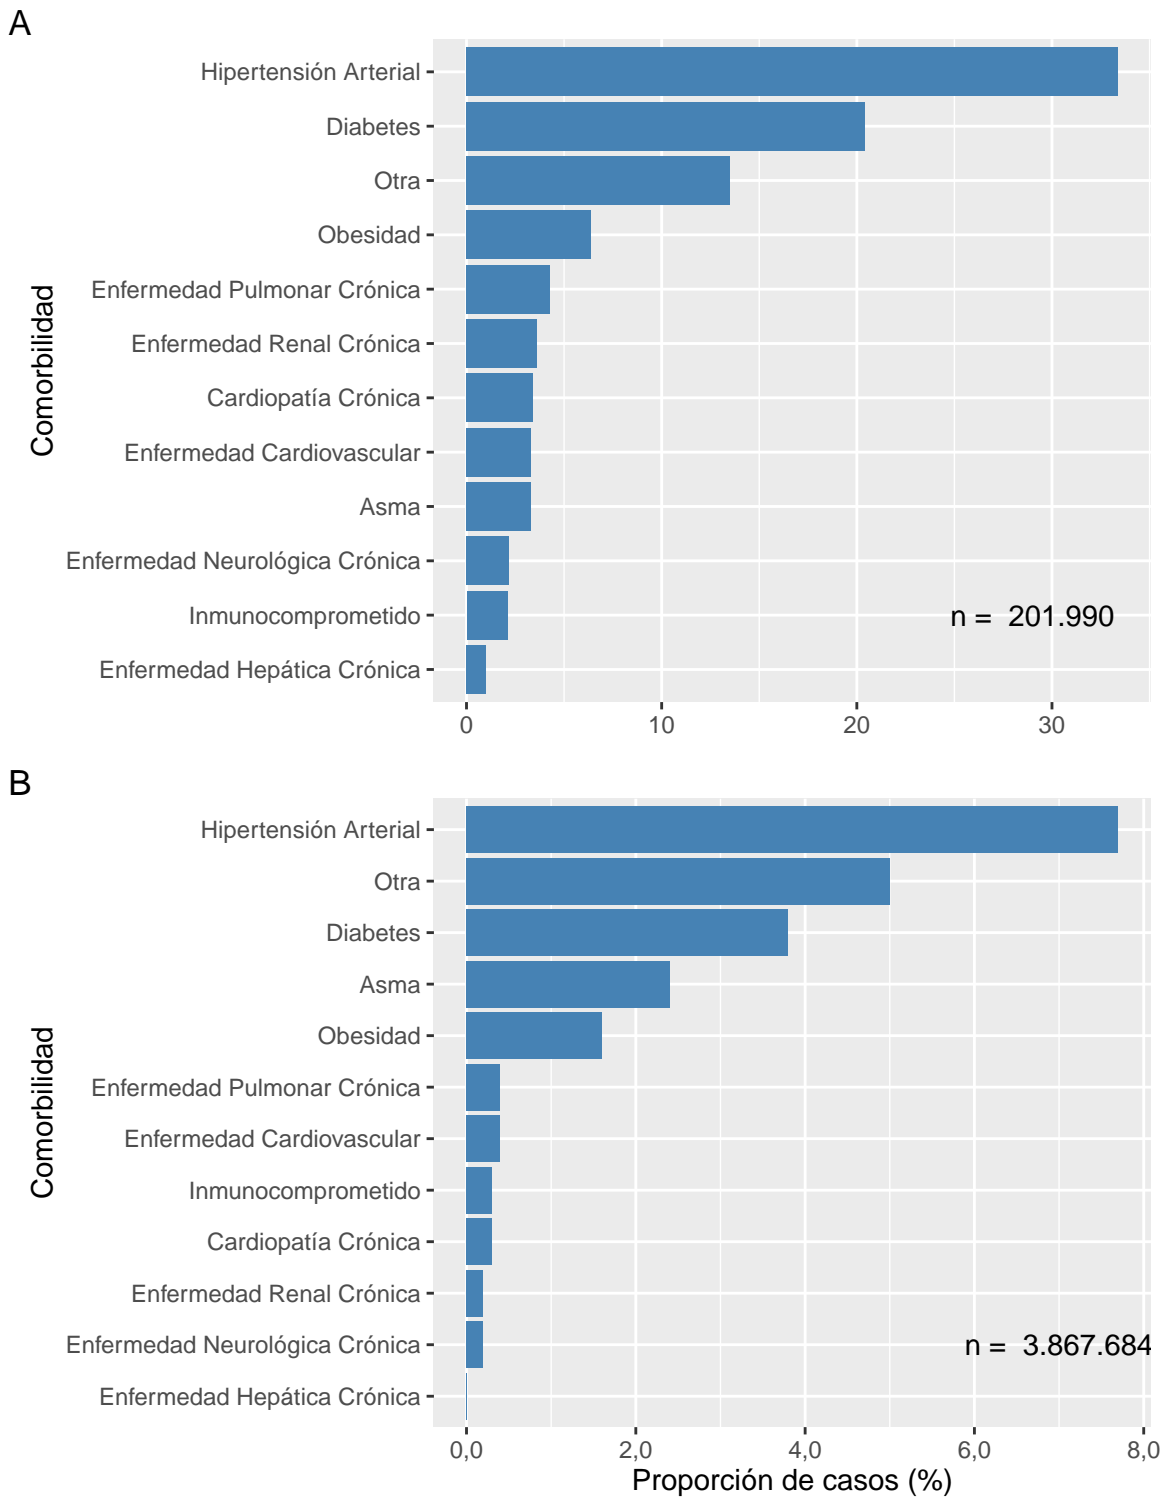 A
Hipertensión Arterial
Diabetes
Otra
Obesidad
Enfermedad Pulmonar Crónica
Enfermedad Renal Crónica
Cardiopatía Crónica
Enfermedad Cardiovascular
Asma
Enfermedad Neurológica Crónica
Inmunocomprometido
Enfermedad Hepática Crónica
Comorbilidad
n = 201.990
0 10 20 30
B
Hipertensión Arterial
Otra
Diabetes
Asma
Obesidad
Enfermedad Pulmonar Crónica
Enfermedad Cardiovascular
Inmunocomprometido
Cardiopatía Crónica
Enfermedad Renal Crónica
Enfermedad Neurológica Crónica
Enfermedad Hepática Crónica
Comorbilidad
n = 3.867.684
0,0 2,0 4,0 6,0 8,0
Proporción de casos (%)